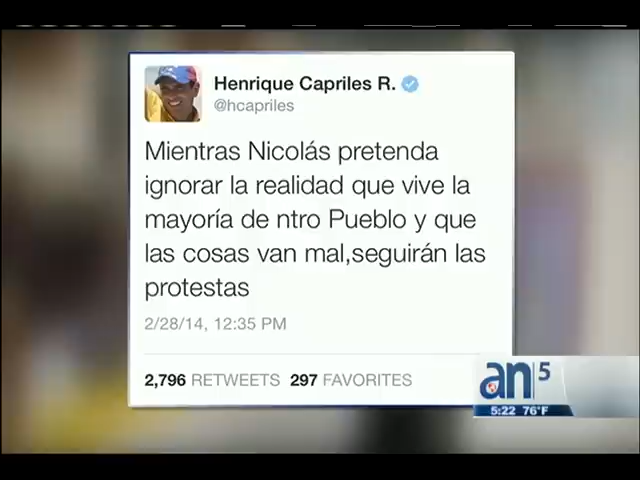 Henrique Capriles R.
@hcapriles
Mientras Nicolás pretenda
ignorar la realidad que vive la
mayoría de ntro Pueblo y que
las cosas van mal,seguirán las
protestas
2/28/14, 12:35 PM
2,796 RETWEETS 297 FAVORITES
an 5
5:22 76°F